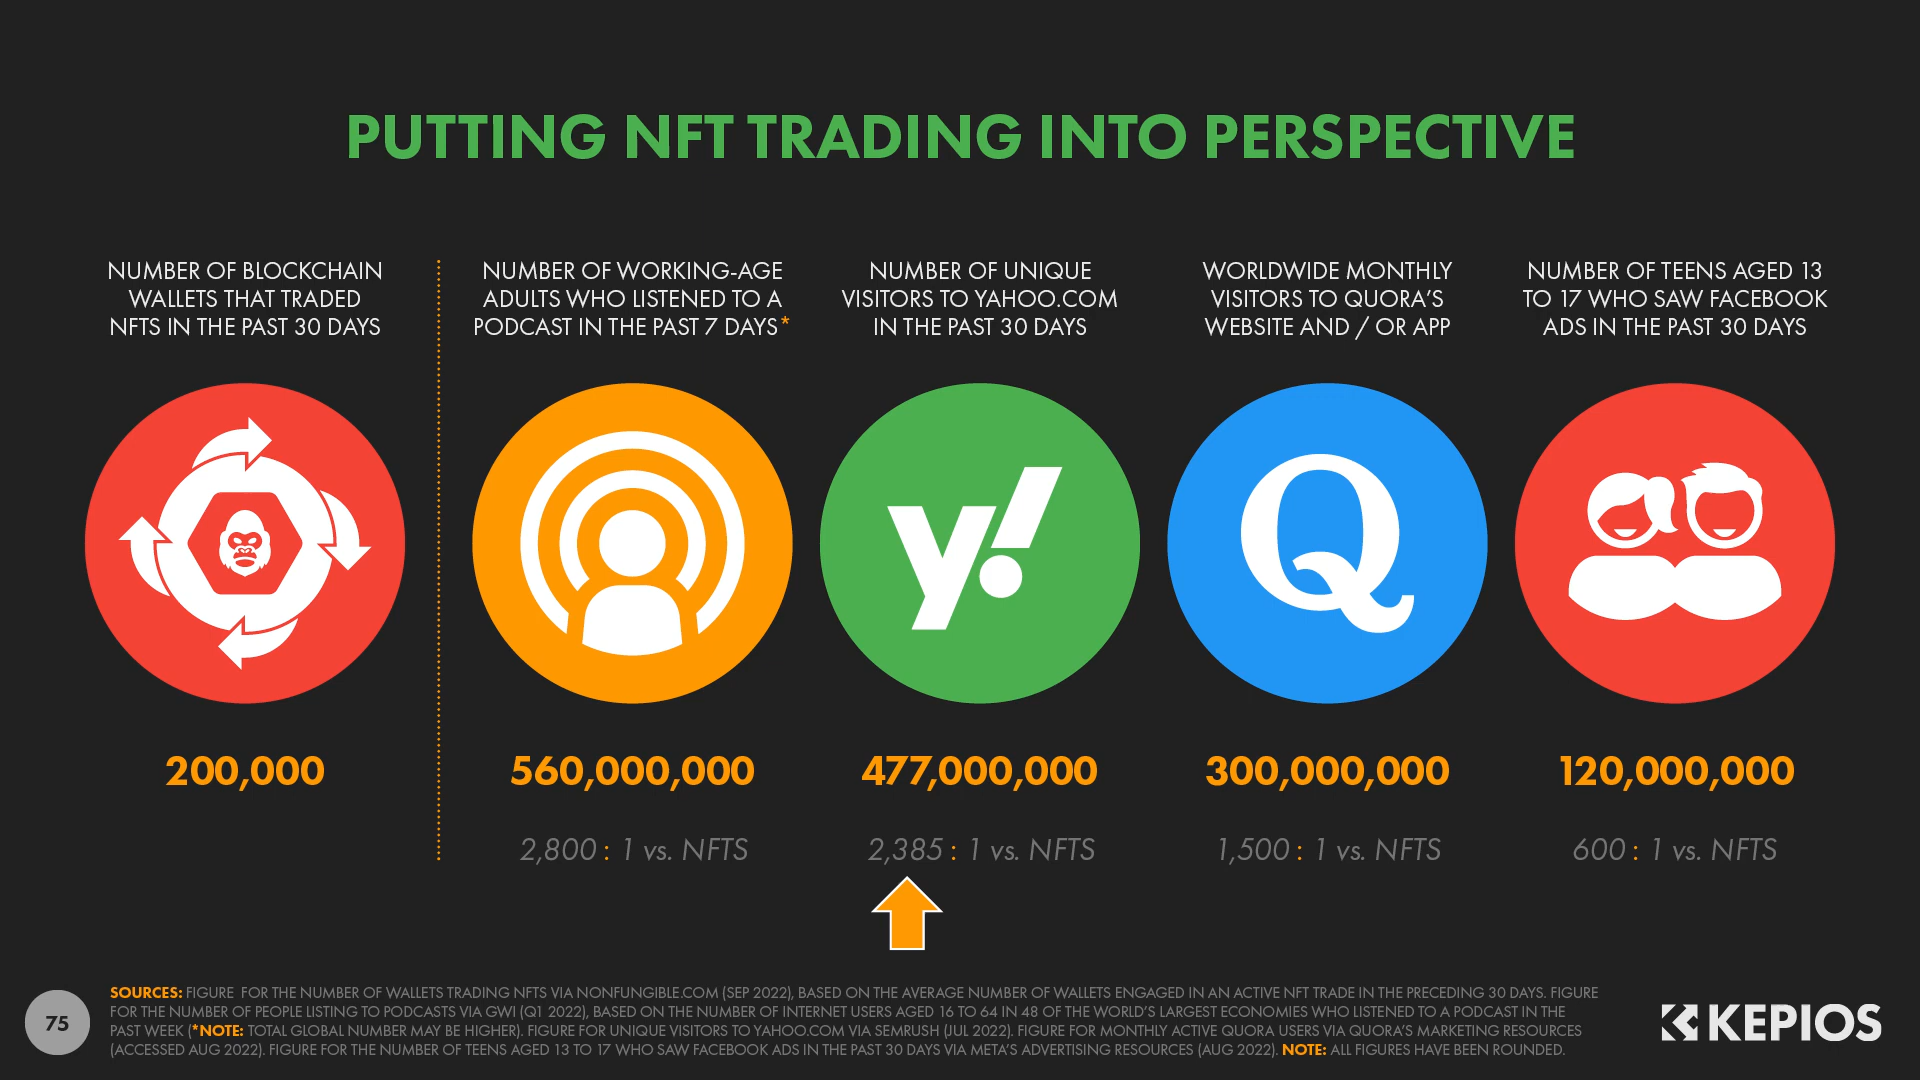 PUTTING NFT TRADING INTO PERSPECTIVE
NUMBER OF BLOCKCHAIN
WALLETS THAT TRADED
NFTS IN THE PAST 30 DAYS
200,000
NUMBER OF WORKING-AGE
ADULTS WHO LISTENED TO A
PODCAST IN THE PAST 7 DAYS*
560,000,000
2,800 : 1 vs. NFTS
NUMBER OF UNIQUE
VISITORS TO YAHOO.COM
IN THE PAST 30 DAYS
y!
477,000,000
2,385 : 1 vs. NFTS
WORLDWIDE MONTHLY
VISITORS TO QUORA'S
WEBSITE AND / OR APP
Q
300,000,000
1,500 : 1 vs. NFTS
NUMBER OF TEENS AGED 13
TO 17 WHO SAW FACEBOOK
ADS IN THE PAST 30 DAYS
120,000,000
600 : 1 vs. NFTS
75
SOURCES: FIGURE FOR THE NUMBER OF WALLETS TRADING NFTS VIA NONFUNGIBLE.COM (SEP 2022), BASED ON THE AVERAGE NUMBER OF WALLETS ENGAGED IN AN ACTIVE NFT TRADE IN THE PRECEDING 30 DAYS. FIGURE
FOR THE NUMBER OF PEOPLE LISTING TO PODCASTS VIA GWI (Q1 2022), BASED ON THE NUMBER OF INTERNET USERS AGED 16 TO 64 IN 48 OF THE WORLD'S LARGEST ECONOMIES WHO LISTENED TO A PODCAST IN THE
PAST WEEK (*NOTE: TOTAL GLOBAL NUMBER MAY BE HIGHER). FIGURE FOR UNIQUE VISITORS TO YAHOO.COM VIA SEMRUSH (JUL 2022). FIGURE FOR MONTHLY ACTIVE QUORA USERS VIA QUORA'S MARKETING RESOURCES
(ACCESSED AUG 2022). FIGURE FOR THE NUMBER OF TEENS AGED 13 TO 17 WHO SAW FACEBOOK ADS IN THE PAST 30 DAYS VIA META'S ADVERTISING RESOURCES (AUG 2022). NOTE: ALL FIGURES HAVE BEEN ROUNDED.
KEPIOS